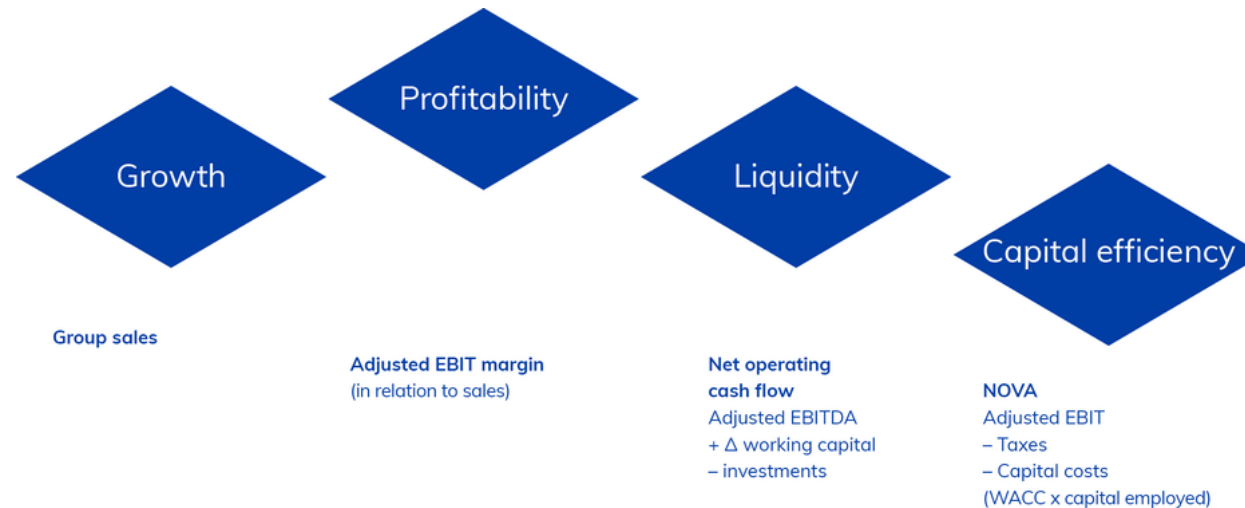 Profitability
Growth
Liquidity
Capital efficiency
Group sales
Adjusted EBIT margin
(in relation to sales)
Net operating
cash flow
Adjusted EBITDA
+ Δ working capital
– investments
NOVA
Adjusted EBIT
– Taxes
– Capital costs
(WACC x capital employed)